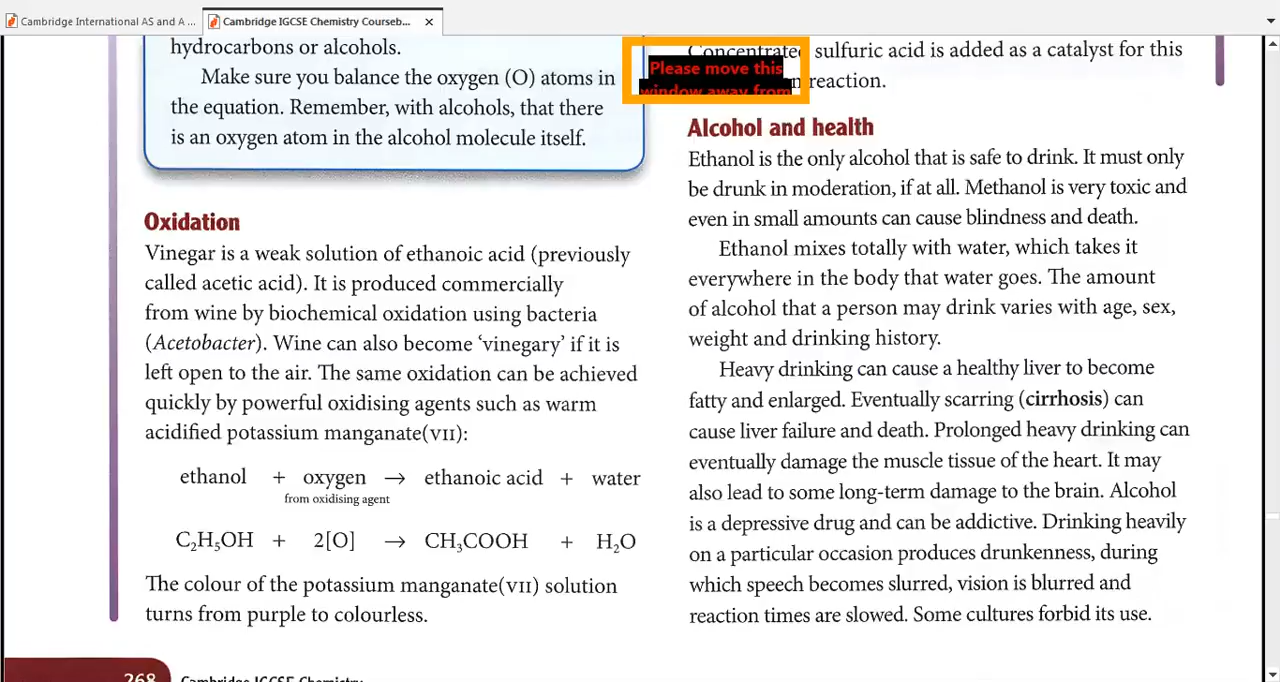 Cambridge International AS and A ...
Cambridge IGCSE Chemistry Courseb...
hydrocarbons or alcohols.
Make sure you balance the oxygen (O) atoms in
the equation. Remember, with alcohols, that there
is an oxygen atom in the alcohol molecule itself.
Oxidation
Vinegar is a weak solution of ethanoic acid (previously
called acetic acid). It is produced commercially
from wine by biochemical oxidation using bacteria
(Acetobacter). Wine can also become ‘vinegary’ if it is
left open to the air. The same oxidation can be achieved
quickly by powerful oxidising agents such as warm
acidified potassium manganate(VII):
ethanol + oxygen → ethanoic acid + water
from oxidising agent
C₂H₅OH + 2[O] → CH₃COOH + H₂O
The colour of the potassium manganate(VII) solution
turns from purple to colourless.
268 Cambridge IGCSE Chemistry
Concentrated sulfuric acid is added as a catalyst for this
reaction.
Please move this
window away from
Alcohol and health
Ethanol is the only alcohol that is safe to drink. It must only
be drunk in moderation, if at all. Methanol is very toxic and
even in small amounts can cause blindness and death.
Ethanol mixes totally with water, which takes it
everywhere in the body that water goes. The amount
of alcohol that a person may drink varies with age, sex,
weight and drinking history.
Heavy drinking can cause a healthy liver to become
fatty and enlarged. Eventually scarring (cirrhosis) can
cause liver failure and death. Prolonged heavy drinking can
eventually damage the muscle tissue of the heart. It may
also lead to some long-term damage to the brain. Alcohol
is a depressive drug and can be addictive. Drinking heavily
on a particular occasion produces drunkenness, during
which speech becomes slurred, vision is blurred and
reaction times are slowed. Some cultures forbid its use.